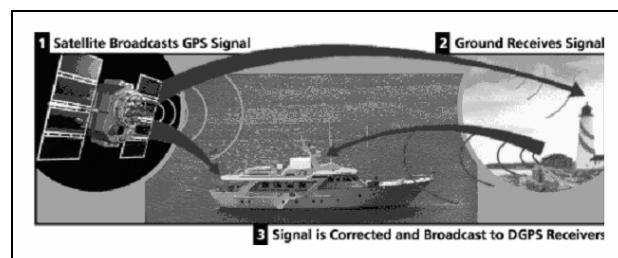 1 Satellite Broadcasts GPS Signal
2 Ground Receives Signal
3 Signal is Corrected and Broadcast to DGPS Receivers